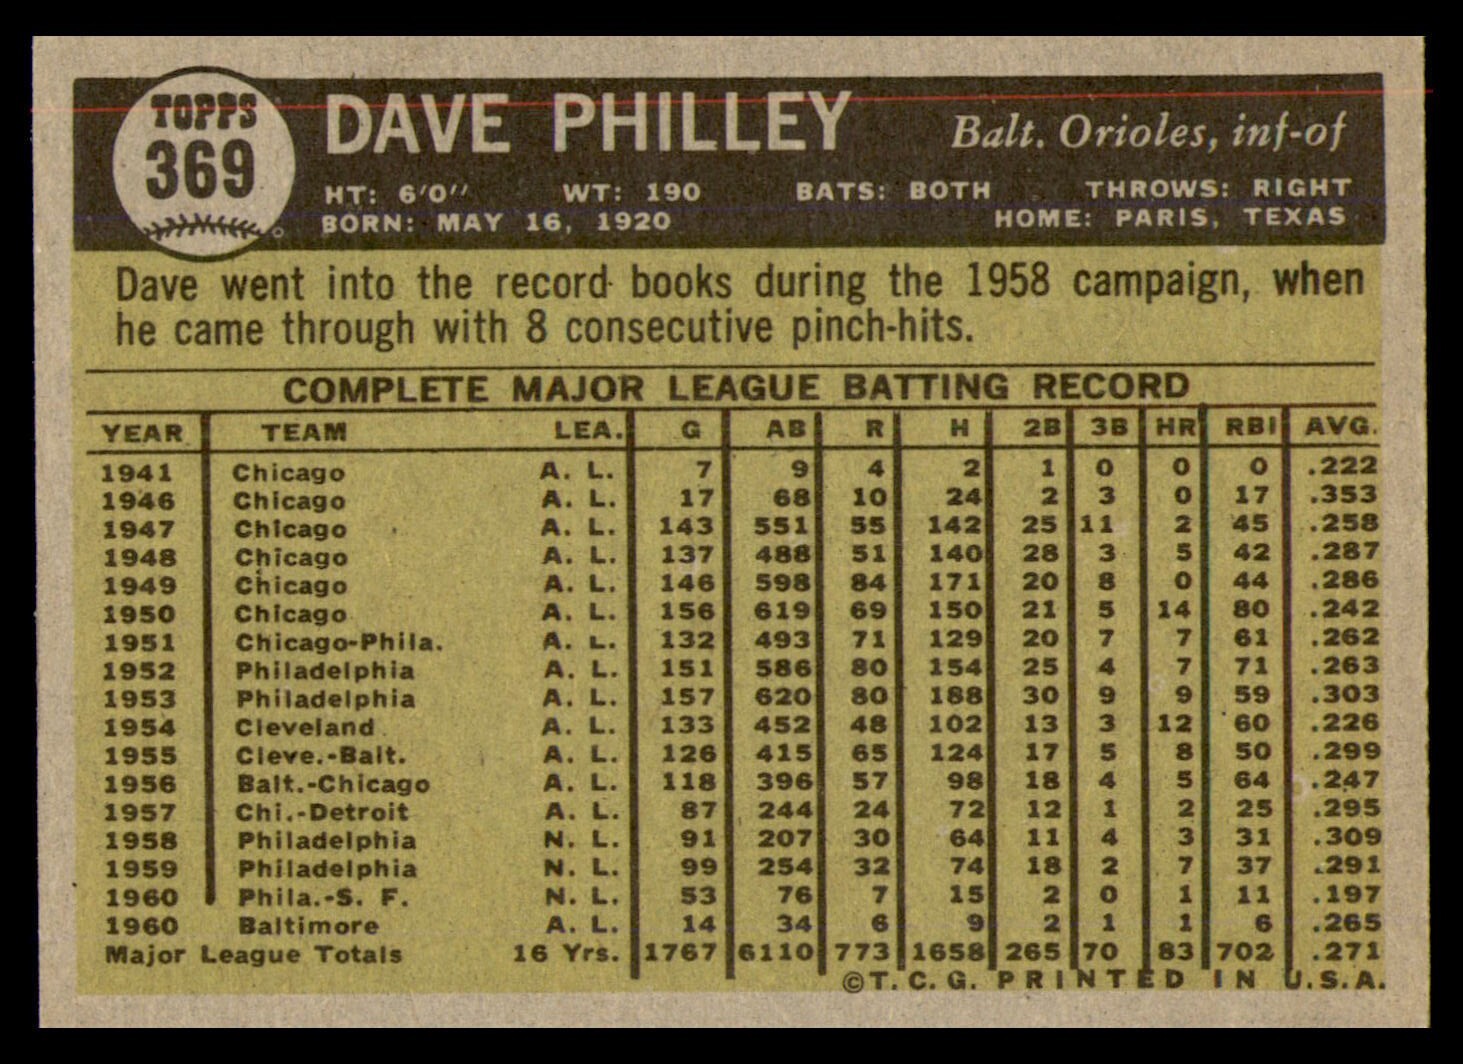 TOPPS
369
DAVE PHILLEY
Balt. Orioles, inf-of
HT: 6'0" WT: 190 BATS: BOTH THROWS: RIGHT
BORN: MAY 16, 1920 HOME: PARIS, TEXAS
Dave went into the record books during the 1958 campaign, when
he came through with 8 consecutive pinch-hits.
COMPLETE MAJOR LEAGUE BATTING RECORD
YEAR TEAM LEA. G AB R H 2B 3B HR RBI AVG.
1941 Chicago A. L. 7 9 4 2 1 0 0 0 .222
1946 Chicago A. L. 17 68 10 24 2 3 0 17 .353
1947 Chicago A. L. 143 551 55 142 25 11 2 45 .258
1948 Chicago A. L. 137 488 51 140 28 3 5 42 .287
1949 Chicago A. L. 146 598 84 171 20 8 0 44 .286
1950 Chicago A. L. 156 619 69 150 21 5 14 80 .242
1951 Chicago-Phila. A. L. 132 493 71 129 20 7 7 61 .262
1952 Philadelphia A. L. 151 586 80 154 25 4 7 71 .263
1953 Philadelphia A. L. 157 620 80 188 30 9 9 59 .303
1954 Cleveland A. L. 133 452 48 102 13 3 12 60 .226
1955 Cleve.-Balt. A. L. 126 415 65 124 17 5 8 50 .299
1956 Balt.-Chicago A. L. 118 396 57 98 18 4 5 64 .247
1957 Chi.-Detroit A. L. 87 244 24 72 12 1 2 25 .295
1958 Philadelphia N. L. 91 207 30 64 11 4 3 31 .309
1959 Philadelphia N. L. 99 254 32 74 18 2 7 37 .291
1960 Phila.-S. F. N. L. 53 76 7 15 2 0 1 11 .197
1960 Baltimore A. L. 14 34 6 9 2 1 1 6 .265
Major League Totals 16 Yrs. 1767 6110 773 1658 265 70 83 702 .271
©T. C. G. PRINTED IN U.S.A.